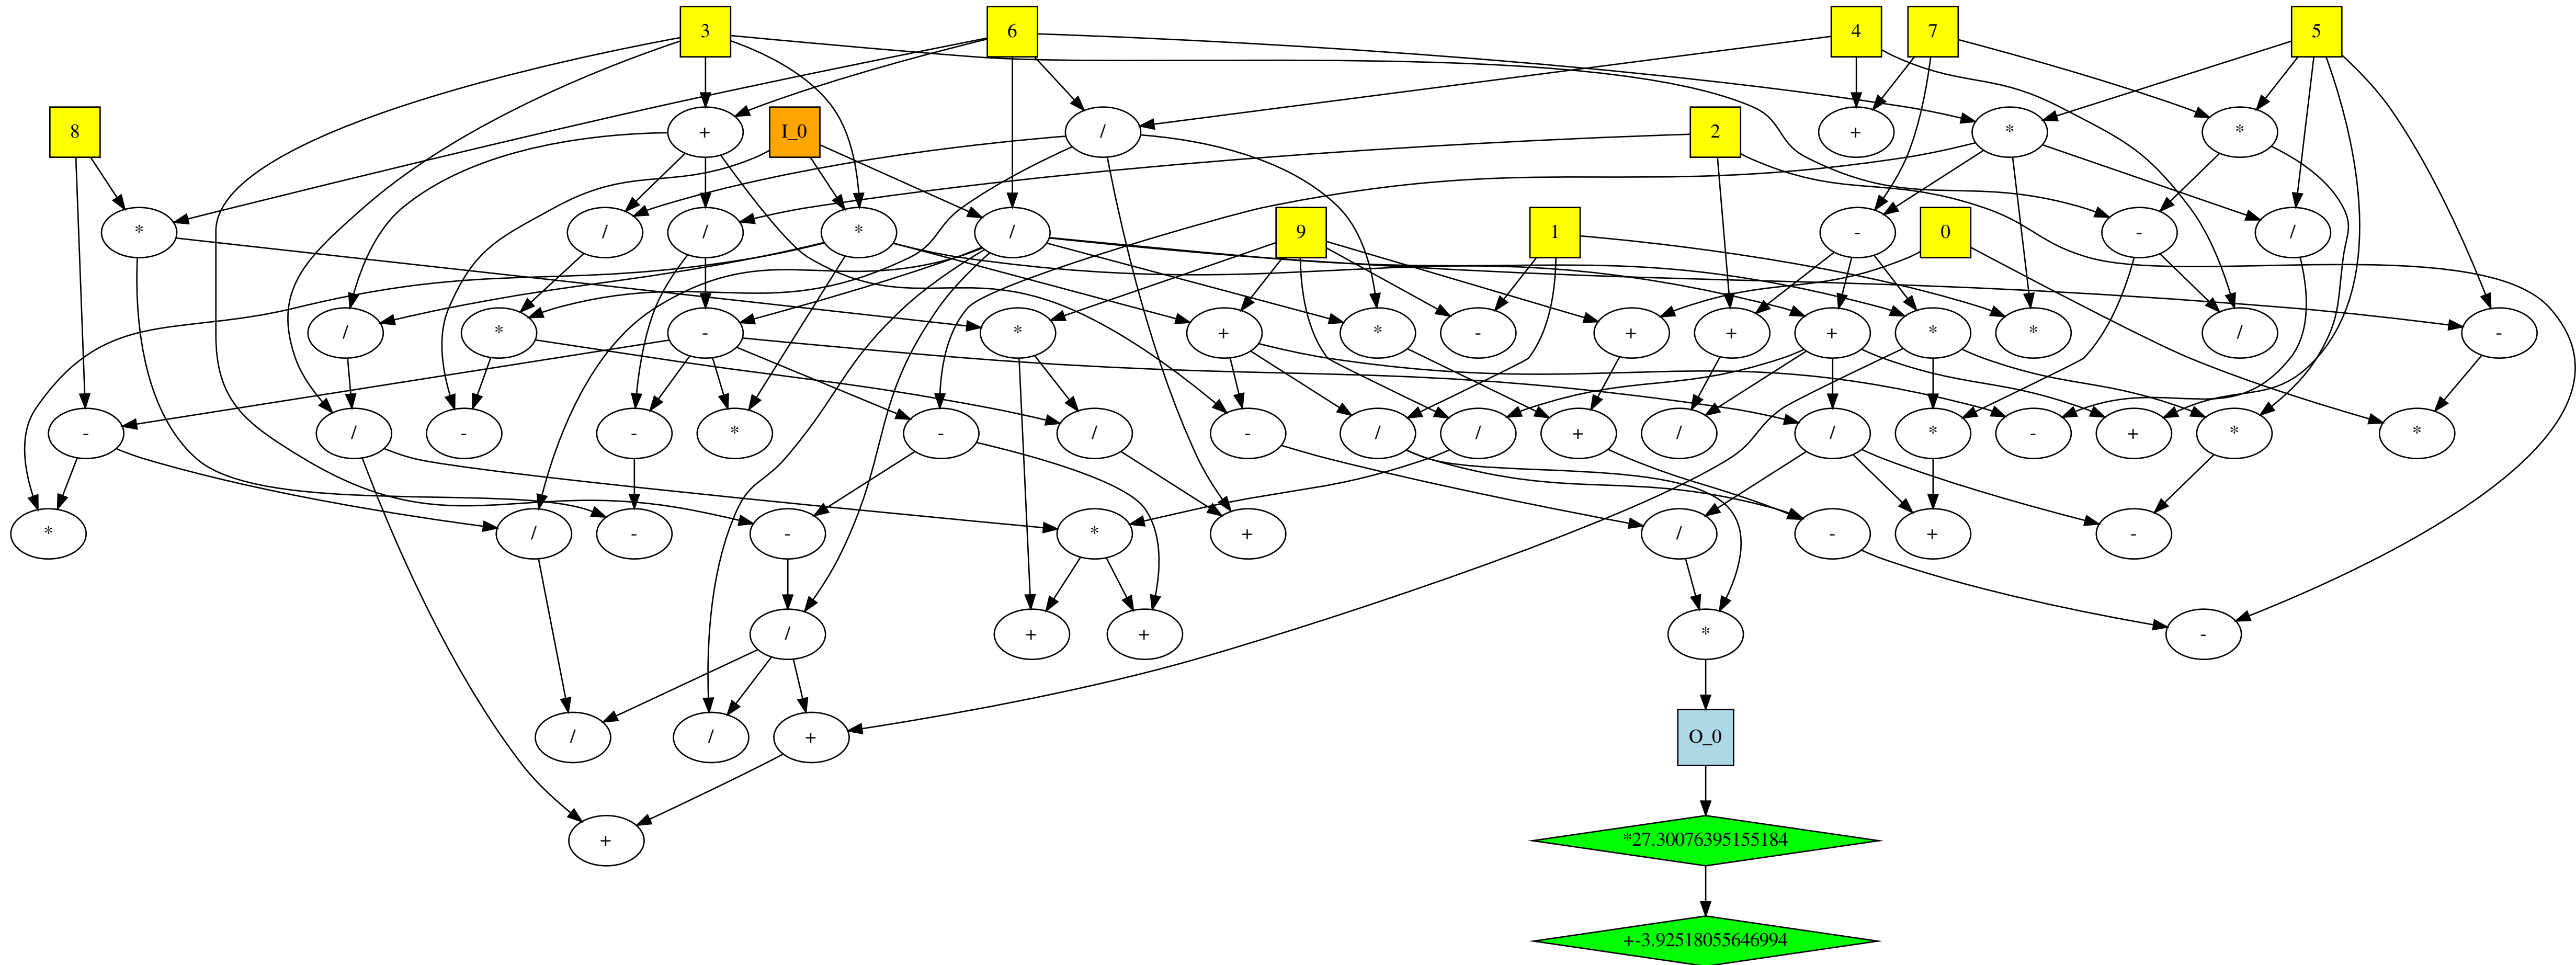 3 6 4 7 5
8 + I_0 / 2 + * *
* / / * / 9 1 - 0 - /
/ * - * + * - + + + * * / -
- / - - * - / - / / + / / * - + * *
* / - - * + / - + -
/ + + * -
/ / + O_0
+ *27.30076395155184
+-3.92518055646994